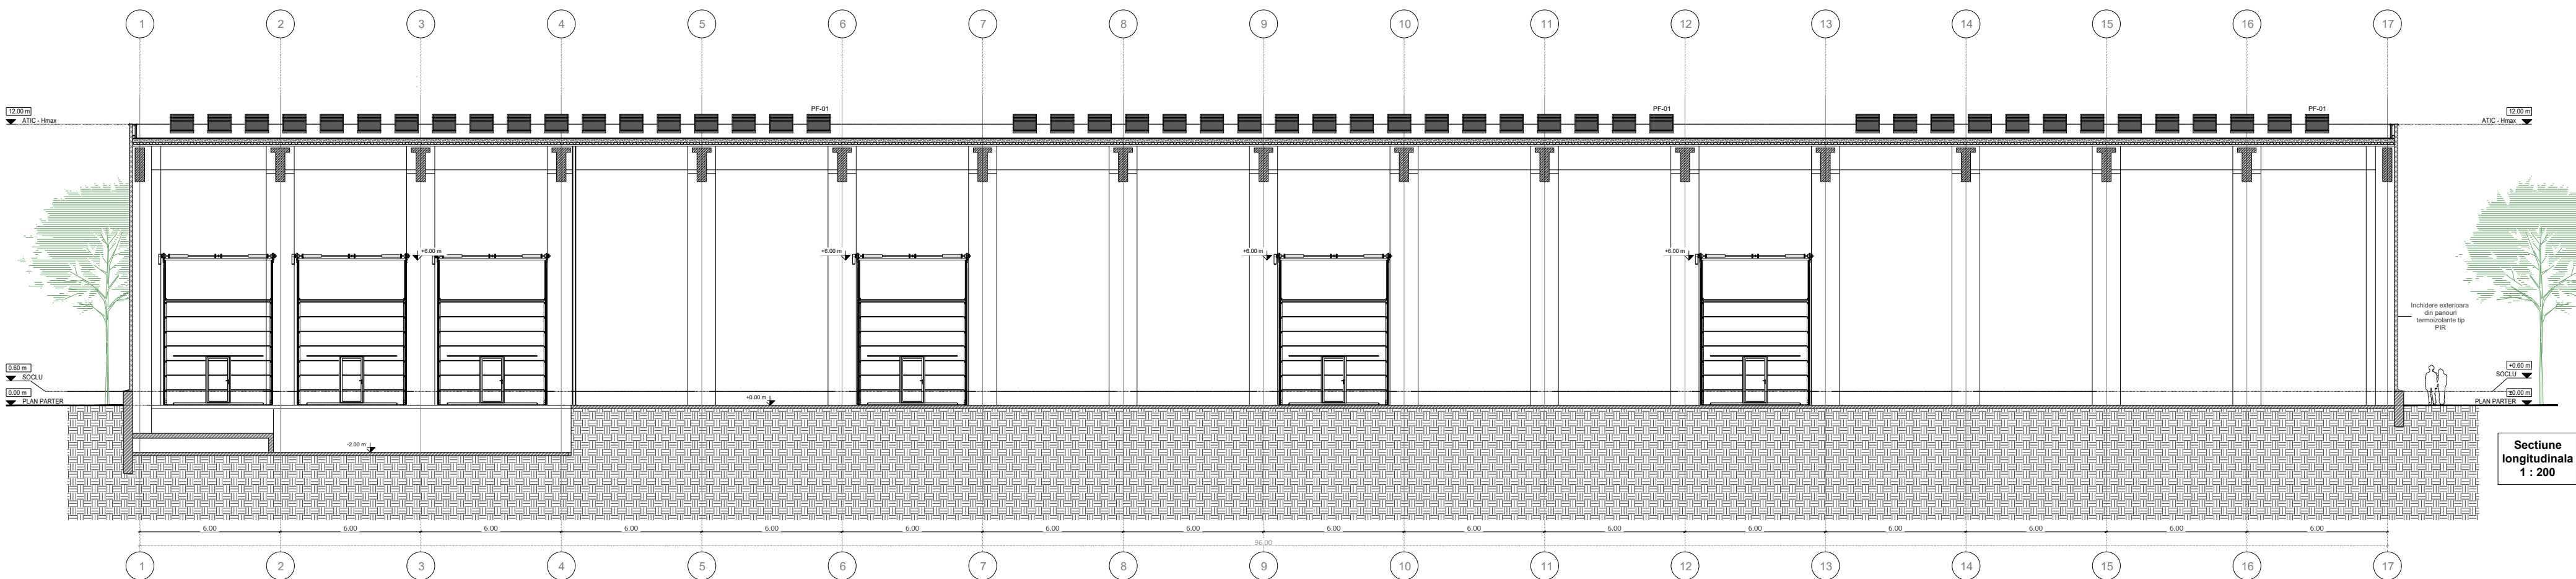 1 2 3 4 5 6 7 8 9 10 11 12 13 14 15 16 17
PF-01 PF-01 PF-01
12.00 m
ATIC - Hmax
12.00 m
ATIC - Hmax
+6.00 m +6.00 m +6.00 m +6.00 m
Inchidere exterioara
din panouri
termoizolante tip
PIR
0.60 m
SOCLU
0.00 m
PLAN PARTER
+0.60 m
SOCLU
±0.00 m
PLAN PARTER
+0.00 m
-2.00 m
Sectiune
longitudinala
1 : 200
6.00 6.00 6.00 6.00 6.00 6.00 6.00 6.00 6.00 6.00 6.00 6.00 6.00 6.00 6.00 6.00
96.00
1 2 3 4 5 6 7 8 9 10 11 12 13 14 15 16 17